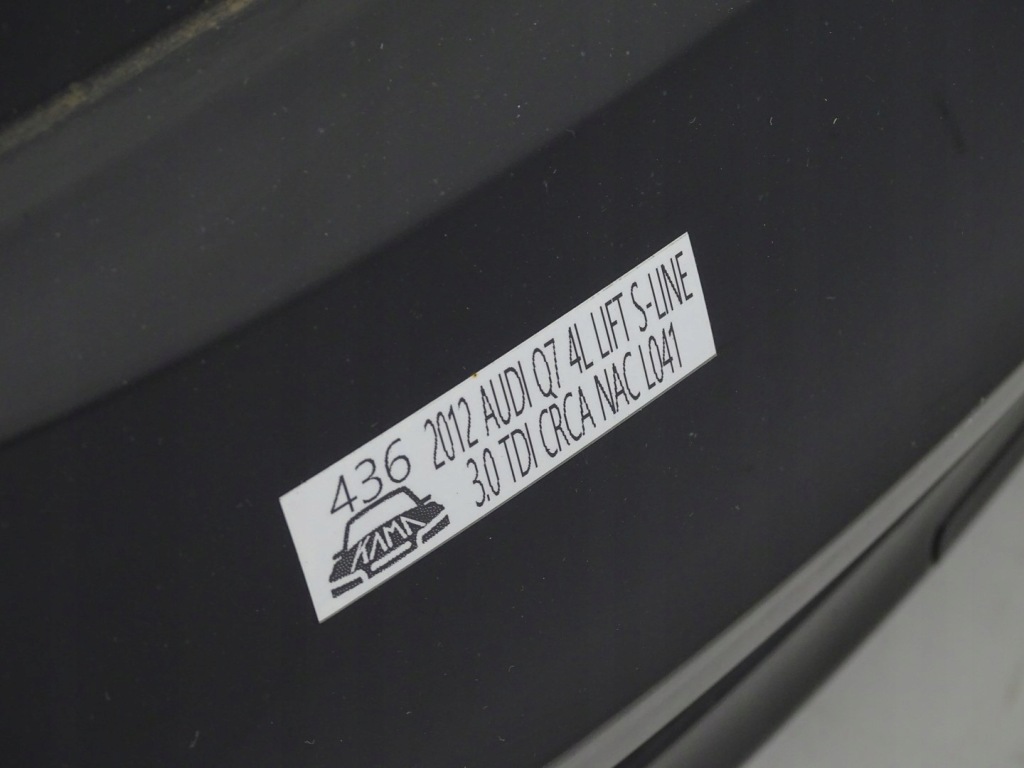 436
2012 AUDI Q7 4L LIFT S-LINE
3.0 TDI CRCA NAC L041
KAMA